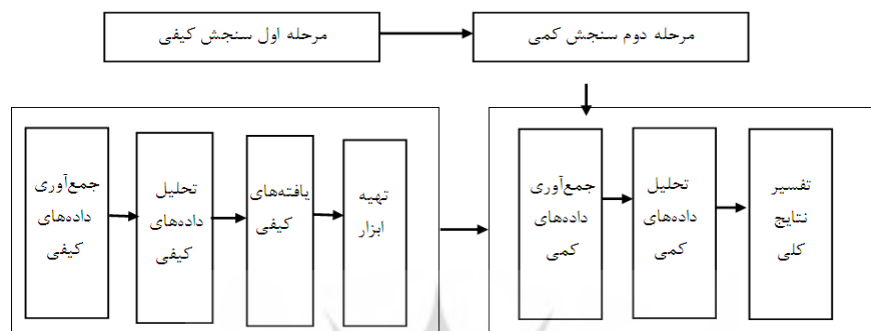 مرحله اول سنجش کیفی
مرحله دوم سنجش کمی
جمع‌آوری
داده‌های
کیفی
تحلیل
داده‌های
کیفی
یافته‌های
کیفی
تهیه
ابزار
جمع‌آوری
داده‌های
کمی
تحلیل
داده‌های
کمی
تفسیر
نتایج
کلی